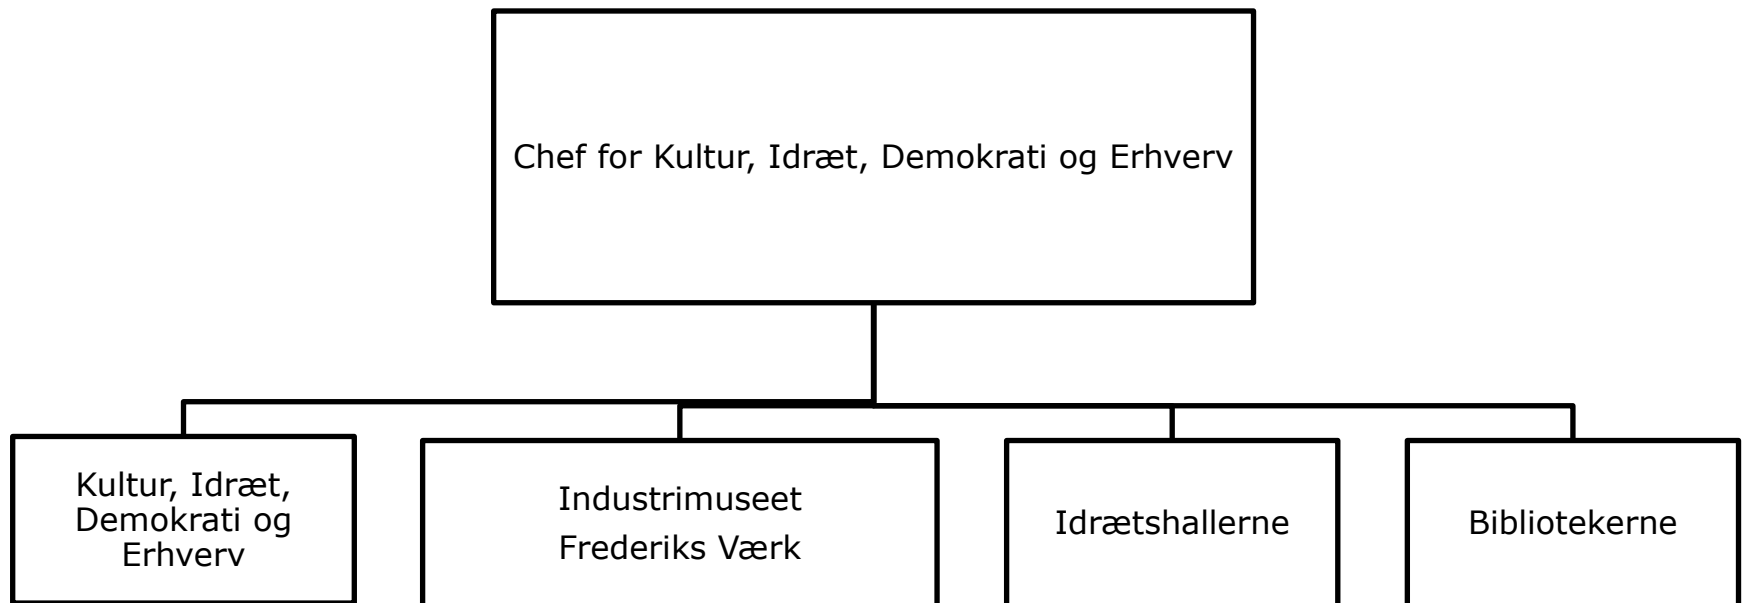 Chef for Kultur, Idræt, Demokrati og Erhverv
Kultur, Idræt,
Demokrati og
Erhverv
Industrimuseet
Frederiks Værk
Idrætshallerne
Bibliotekerne